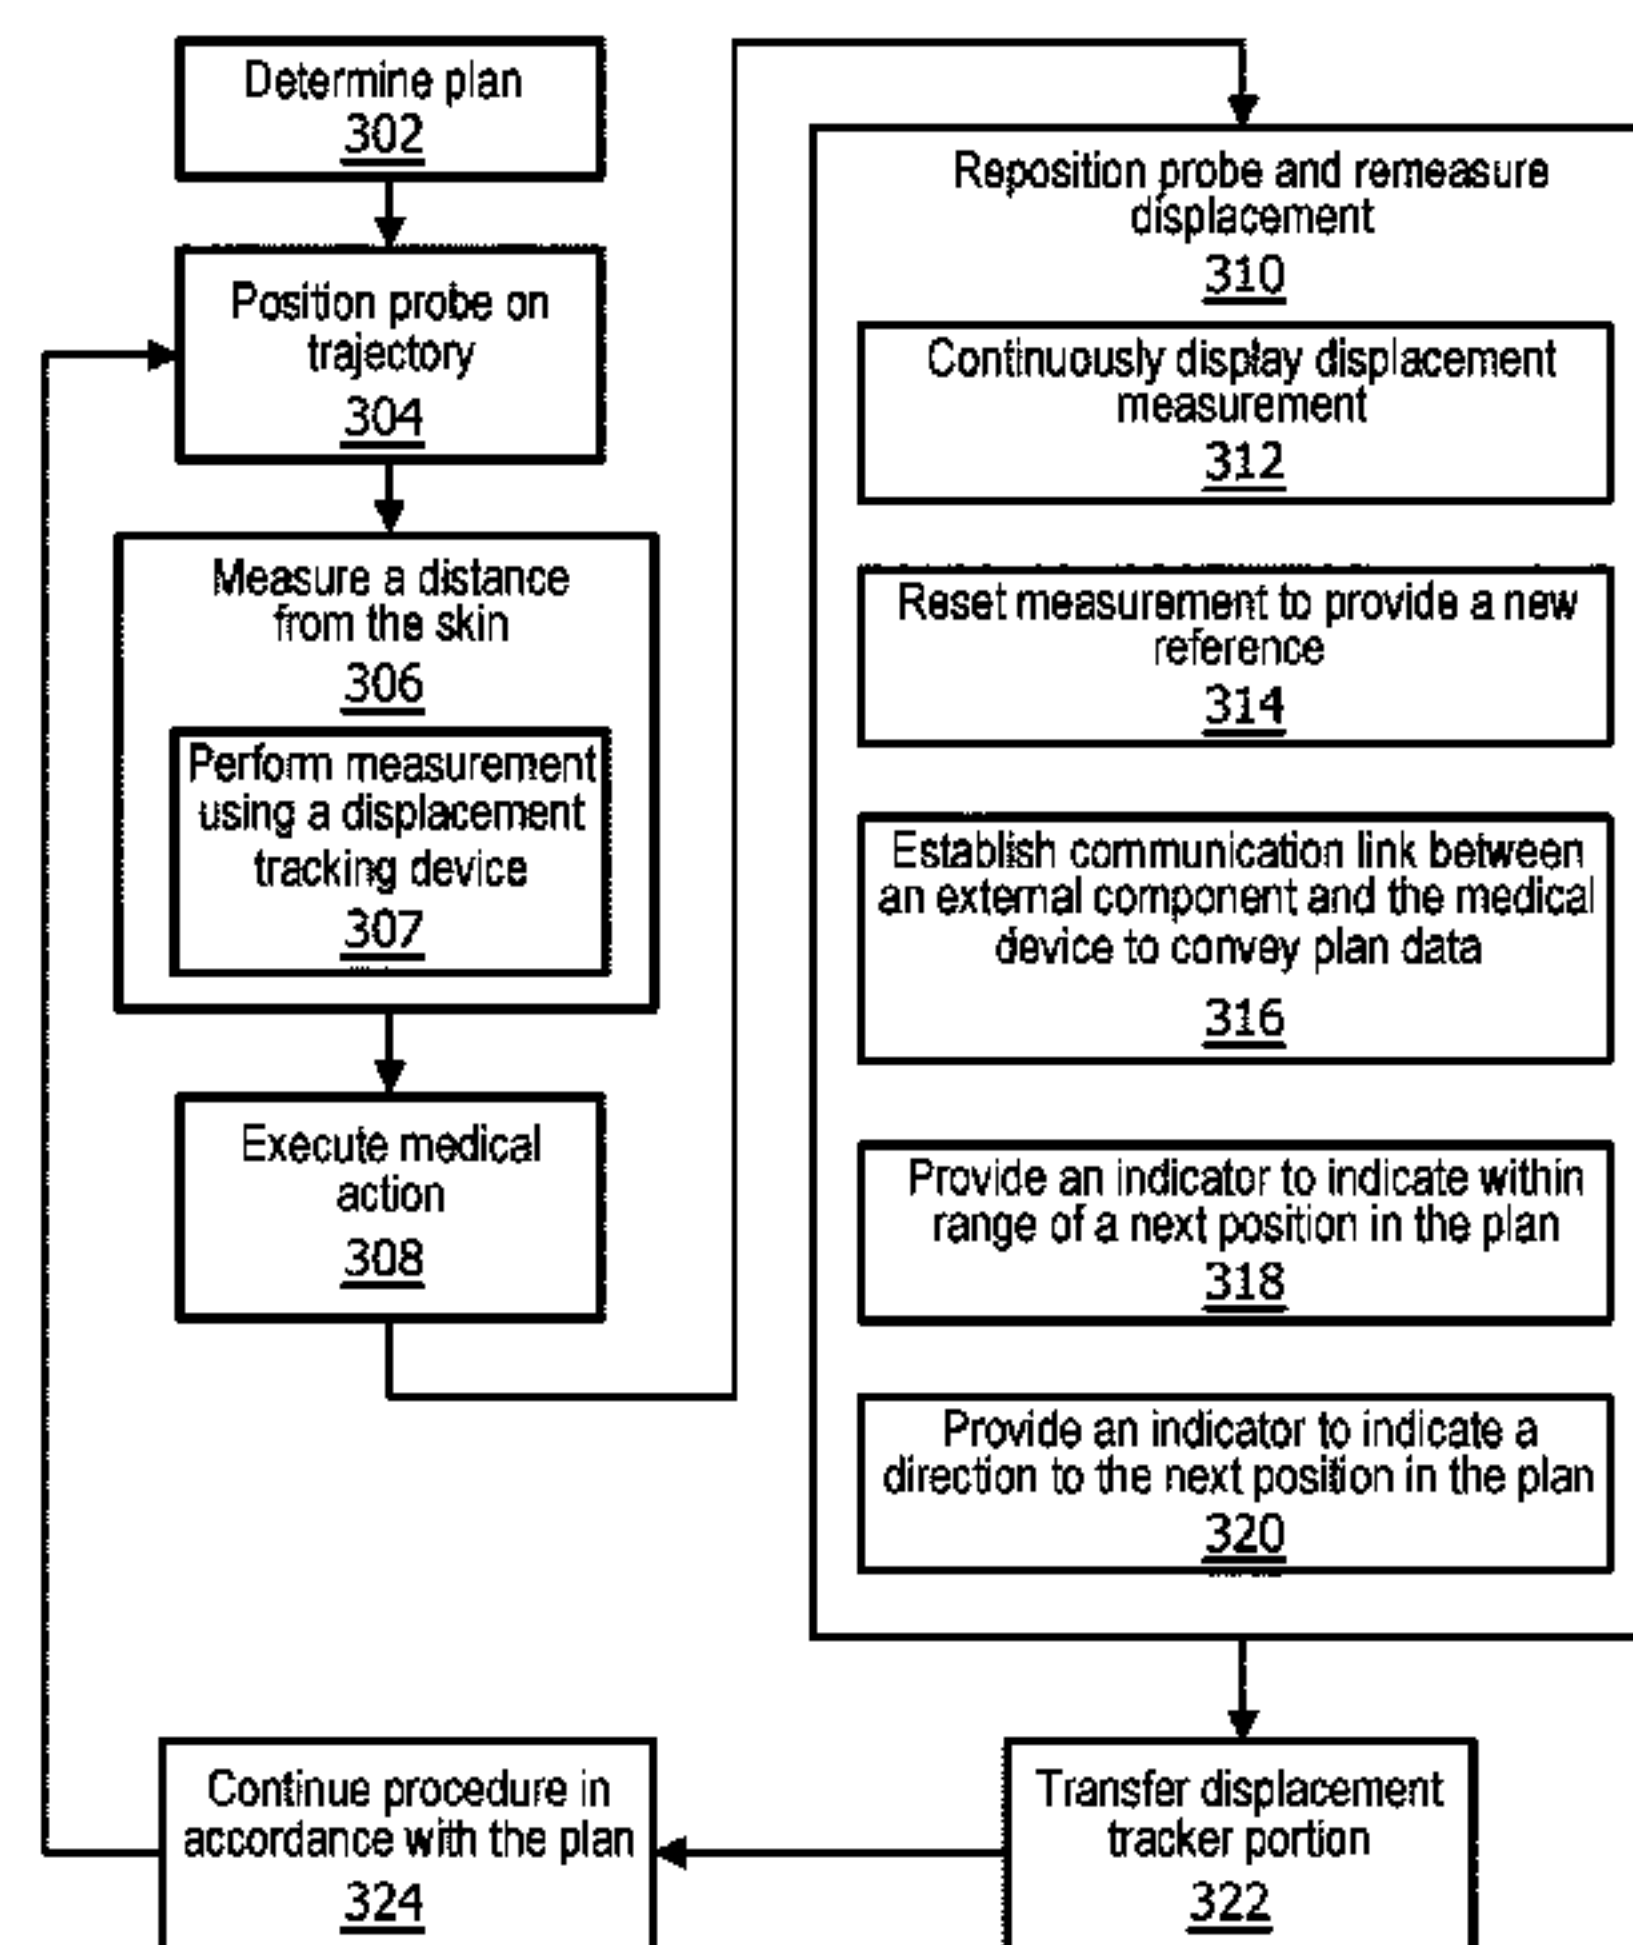 Determine plan
302
Position probe on
trajectory
304
Measure a distance
from the skin
306
Perform measurement
using a displacement
tracking device
307
Execute medical
action
308
Reposition probe and remeasure
displacement
310
Continuously display displacement
measurement
312
Reset measurement to provide a new
reference
314
Establish communication link between
an external component and the medical
device to convey plan data
316
Provide an indicator to indicate within
range of a next position in the plan
318
Provide an indicator to indicate a
direction to the next position in the plan
320
Transfer displacement
tracker portion
322
Continue procedure in
accordance with the plan
324